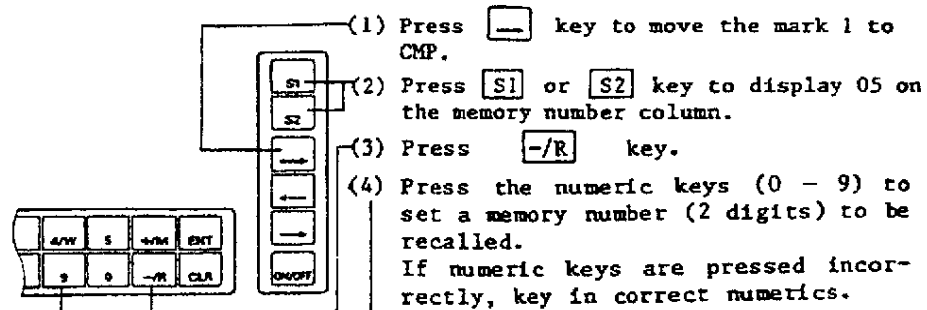 (1) Press key to move the mark 1 to
CMP.
(2) Press S1 or S2 key to display 05 on
the memory number column.
(3) Press -/R key.
(4) Press the numeric keys (0 — 9) to
set a memory number (2 digits) to be
recalled.
If numeric keys are pressed incor-
rectly, key in correct numerics.
S1
S2
ON/OFF
4/W 5 +/M ENT
9 0 -/R CLR